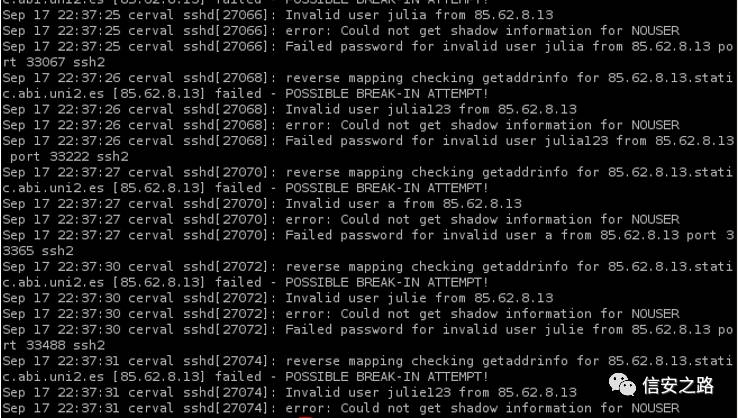 c.abi.uni2.es [85.62.8.13] failed - POSSIBLE BREAK-IN ATTEMPT!
Sep 17 22:37:25 cerval sshd[27066]: Invalid user julia from 85.62.8.13
Sep 17 22:37:25 cerval sshd[27066]: error: Could not get shadow information for NOUSER
Sep 17 22:37:25 cerval sshd[27066]: Failed password for invalid user julia from 85.62.8.13 po
rt 33067 ssh2
Sep 17 22:37:26 cerval sshd[27068]: reverse mapping checking getaddrinfo for 85.62.8.13.stati
c.abi.uni2.es [85.62.8.13] failed - POSSIBLE BREAK-IN ATTEMPT!
Sep 17 22:37:26 cerval sshd[27068]: Invalid user julia123 from 85.62.8.13
Sep 17 22:37:26 cerval sshd[27068]: error: Could not get shadow information for NOUSER
Sep 17 22:37:26 cerval sshd[27068]: Failed password for invalid user julia123 from 85.62.8.13
 port 33222 ssh2
Sep 17 22:37:27 cerval sshd[27070]: reverse mapping checking getaddrinfo for 85.62.8.13.stati
c.abi.uni2.es [85.62.8.13] failed - POSSIBLE BREAK-IN ATTEMPT!
Sep 17 22:37:27 cerval sshd[27070]: Invalid user a from 85.62.8.13
Sep 17 22:37:27 cerval sshd[27070]: error: Could not get shadow information for NOUSER
Sep 17 22:37:27 cerval sshd[27070]: Failed password for invalid user a from 85.62.8.13 port 3
3365 ssh2
Sep 17 22:37:30 cerval sshd[27072]: reverse mapping checking getaddrinfo for 85.62.8.13.stati
c.abi.uni2.es [85.62.8.13] failed - POSSIBLE BREAK-IN ATTEMPT!
Sep 17 22:37:30 cerval sshd[27072]: Invalid user julie from 85.62.8.13
Sep 17 22:37:30 cerval sshd[27072]: error: Could not get shadow information for NOUSER
Sep 17 22:37:30 cerval sshd[27072]: Failed password for invalid user julie from 85.62.8.13 po
rt 33488 ssh2
Sep 17 22:37:31 cerval sshd[27074]: reverse mapping checking getaddrinfo for 85.62.8.13.stati
c.abi.uni2.es [85.62.8.13] failed - POSSIBLE BREAK-IN ATTEMPT!
Sep 17 22:37:31 cerval sshd[27074]: Invalid user julie123 from 85.62.8.13
Sep 17 22:37:31 cerval sshd[27074]: error: Could not get shadow information for NOUSER
信安之路